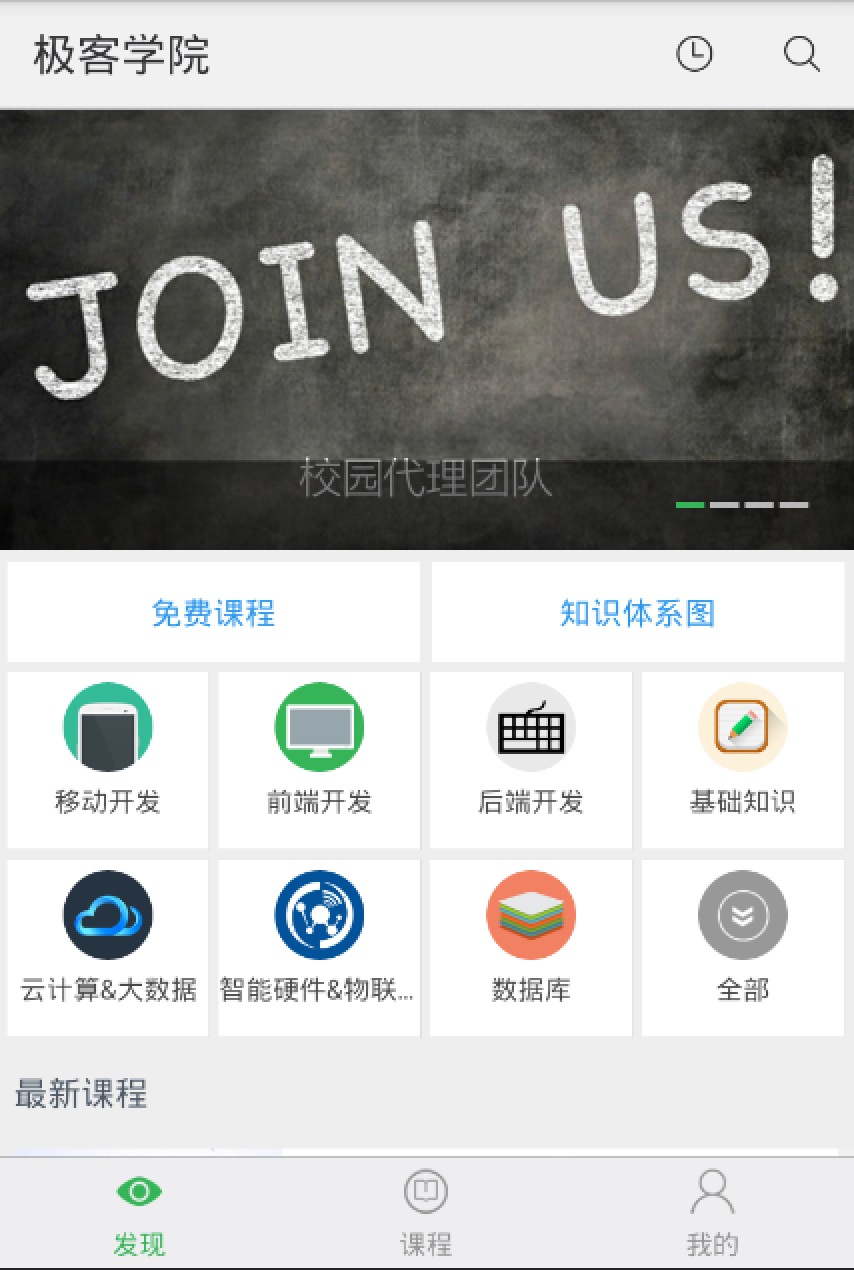 极客学院
JOIN US!
校园代理团队
免费课程
知识体系图
移动开发
前端开发
后端开发
基础知识
云计算&大数据
智能硬件&物联...
数据库
全部
最新课程
发现
课程
我的